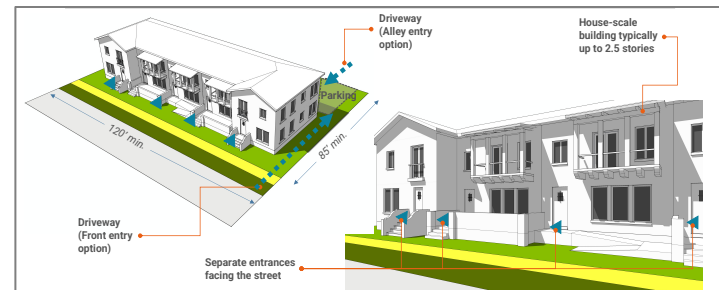 Driveway
(Alley entry
option)
House-scale
building typically
up to 2.5 stories
Parking
120' min.
85' min.
Driveway
(Front entry
option)
Separate entrances
facing the street